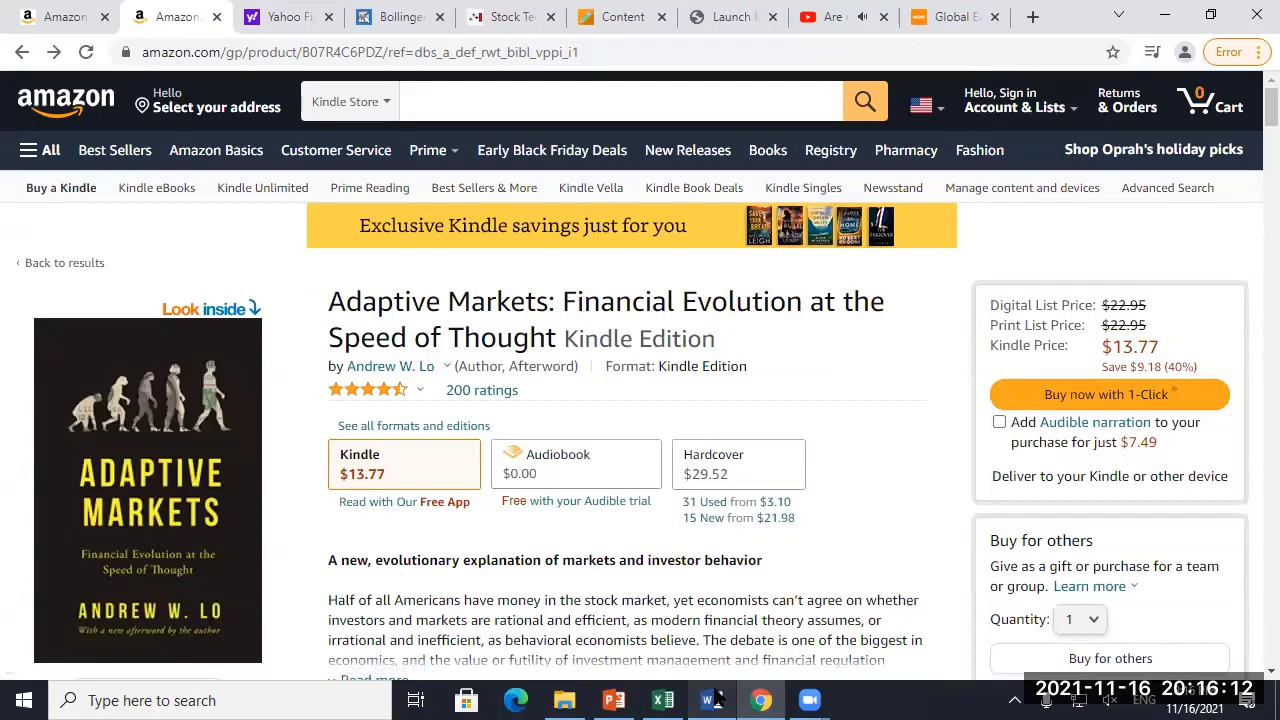 Amazon.
Amazon.
Yahoo Fi
Bollinger
Stock Te
Content
Launch M
Are
Global E
amazon.com/gp/product/B07R4C6PDZ/ref=dbs_a_def_rwt_bibl_vppi_i1
Error
amazon
Hello
Select your address
Kindle Store
Hello, Sign in
Account & Lists
Returns
& Orders
0
Cart
All
Best Sellers
Amazon Basics
Customer Service
Prime
Early Black Friday Deals
New Releases
Books
Registry
Pharmacy
Fashion
Shop Oprah's holiday picks
Buy a Kindle
Kindle eBooks
Kindle Unlimited
Prime Reading
Best Sellers & More
Kindle Vella
Kindle Book Deals
Kindle Singles
Newsstand
Manage content and devices
Advanced Search
Exclusive Kindle savings just for you
‹ Back to results
Look inside
ADAPTIVE
MARKETS
Financial Evolution at the
Speed of Thought
ANDREW W. LO
With a new afterword by the author
Adaptive Markets: Financial Evolution at the
Speed of Thought Kindle Edition
by Andrew W. Lo (Author, Afterword) Format: Kindle Edition
200 ratings
See all formats and editions
Kindle
$13.77
Read with Our Free App
Audiobook
$0.00
Free with your Audible trial
Hardcover
$29.52
31 Used from $3.10
15 New from $21.98
A new, evolutionary explanation of markets and investor behavior
Half of all Americans have money in the stock market, yet economists can't agree on whether
investors and markets are rational and efficient, as modern financial theory assumes, or
irrational and inefficient, as behavioral economists believe. The debate is one of the biggest in
economics, and the value or futility of investment management and financial regulation
Read more
Digital List Price: $22.95
Print List Price: $22.95
Kindle Price: $13.77
Save $9.18 (40%)
Buy now with 1-Click ®
Add Audible narration to your
purchase for just $7.49
Deliver to your Kindle or other device
Buy for others
Give as a gift or purchase for a team
or group. Learn more
Quantity: 1
Buy for others
Type here to search
2021-11-16 20:16:12
ENG
11/16/2021